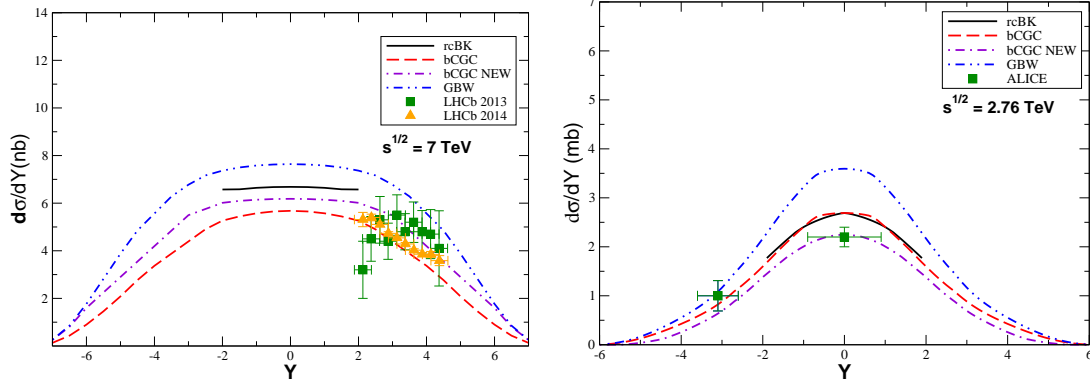 14
12
10
8
6
4
2
dσ/dY(nb)
rcBK
bCGC
bCGC NEW
GBW
LHCb 2013
LHCb 2014
s^1/2 = 7 TeV
-6 -4 -2 0 2 4 6
Y
7
6
5
4
3
2
1
0
dσ/dY (mb)
rcBK
bCGC
bCGC NEW
GBW
ALICE
s^1/2 = 2.76 TeV
-6 -4 -2 0 2 4 6
Y